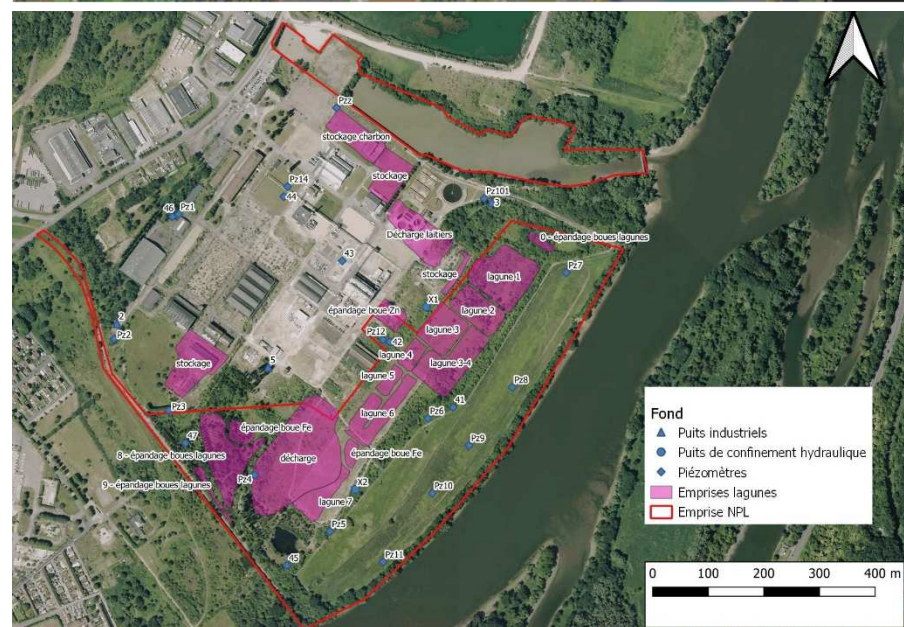 Pzz
stockage charbon
Pz14
44
stockage
Pz101
3
46
Pz1
Décharge laitiers
0 - épandage boues lagunes
43
stockage
lagune 1
Pz7
X1
épandage boue Zn
lagune 2
2
Pz2
Pz12
42
lagune 3
lagune 4
lagune 3-4
stockage
5
lagune 5
Pz8
Pz3
lagune 6
41
Pz6
47
épandage boue Fe
8 - épandage boues lagunes
décharge
épandage boue Fe
Pz9
9 - épandage boues lagunes
Pz4
X2
lagune 7
Pz10
Pz5
45
Pz11
Fond
Puits industriels
Puits de confinement hydraulique
Piézomètres
Emprises lagunes
Emprise NPL
0 100 200 300 400 m